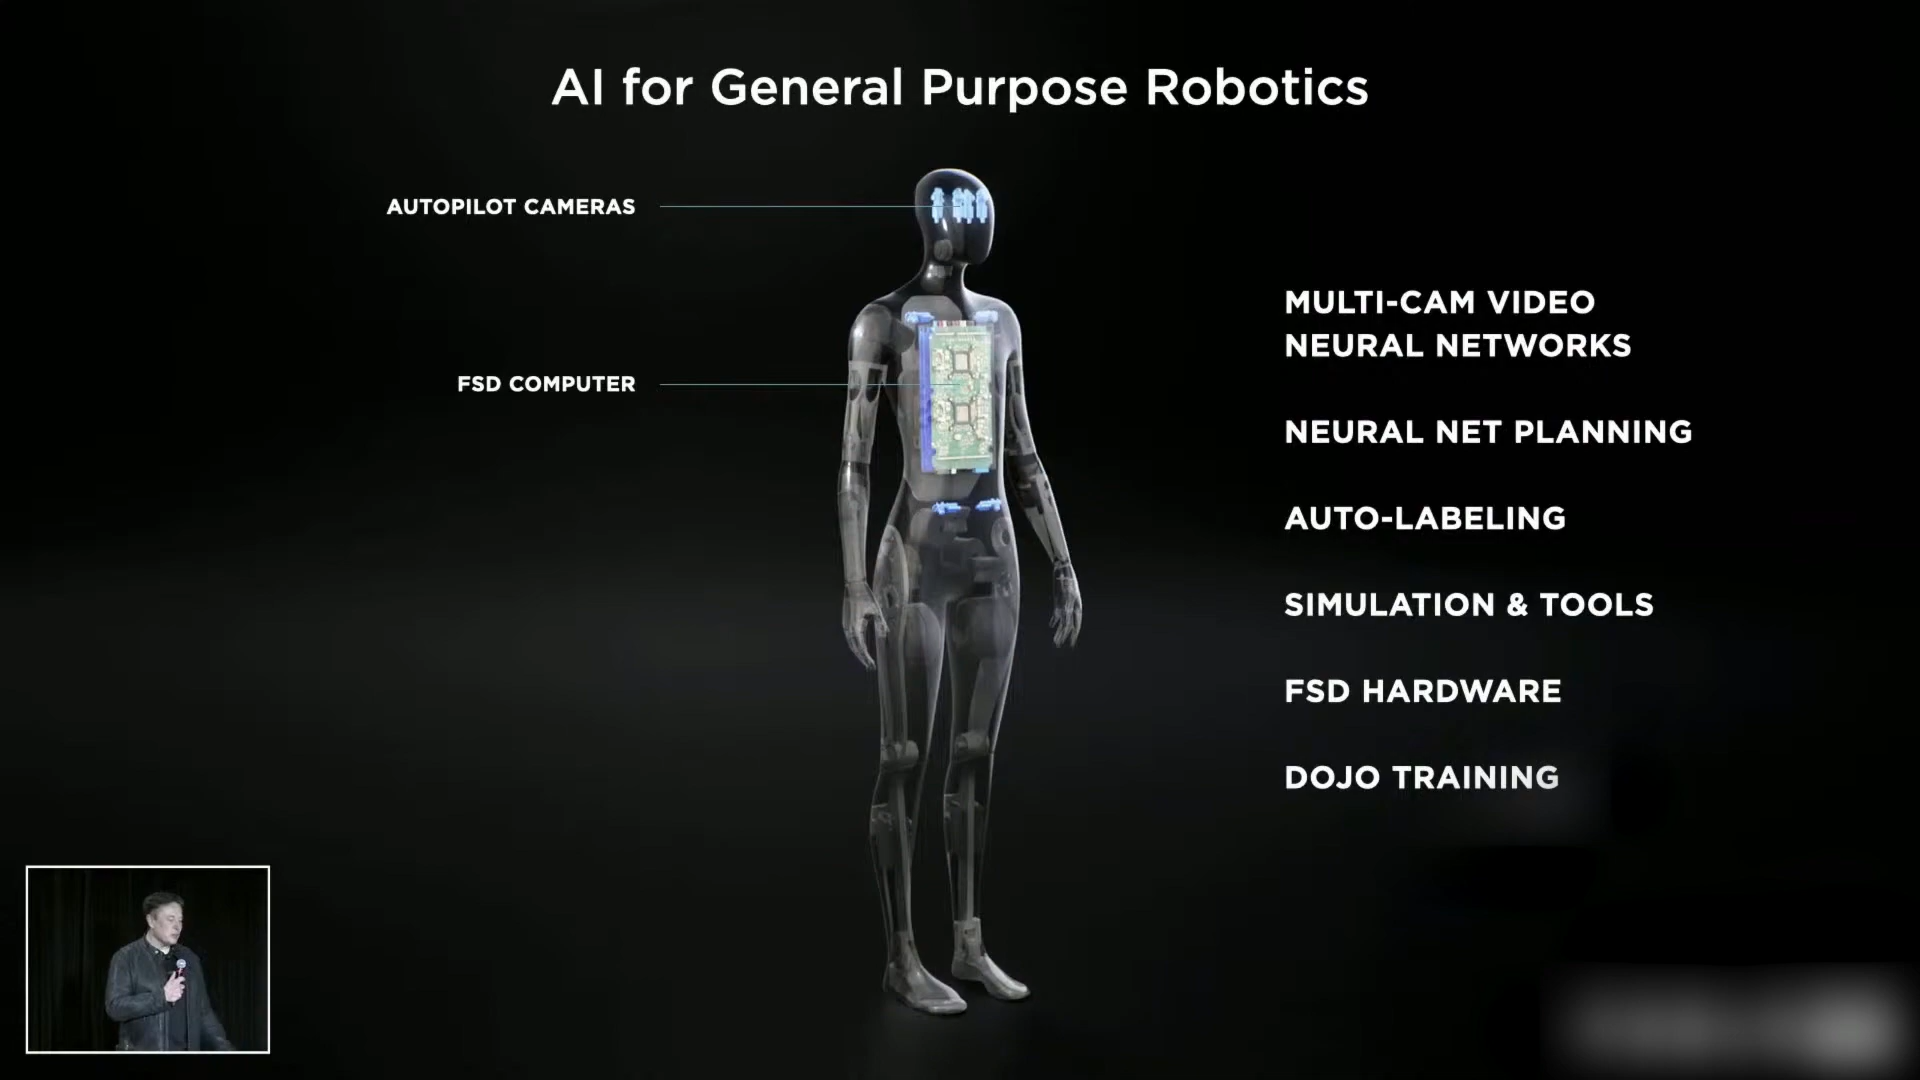 AI for General Purpose Robotics
AUTOPILOT CAMERAS
FSD COMPUTER
MULTI-CAM VIDEO
NEURAL NETWORKS
NEURAL NET PLANNING
AUTO-LABELING
SIMULATION & TOOLS
FSD HARDWARE
DOJO TRAINING